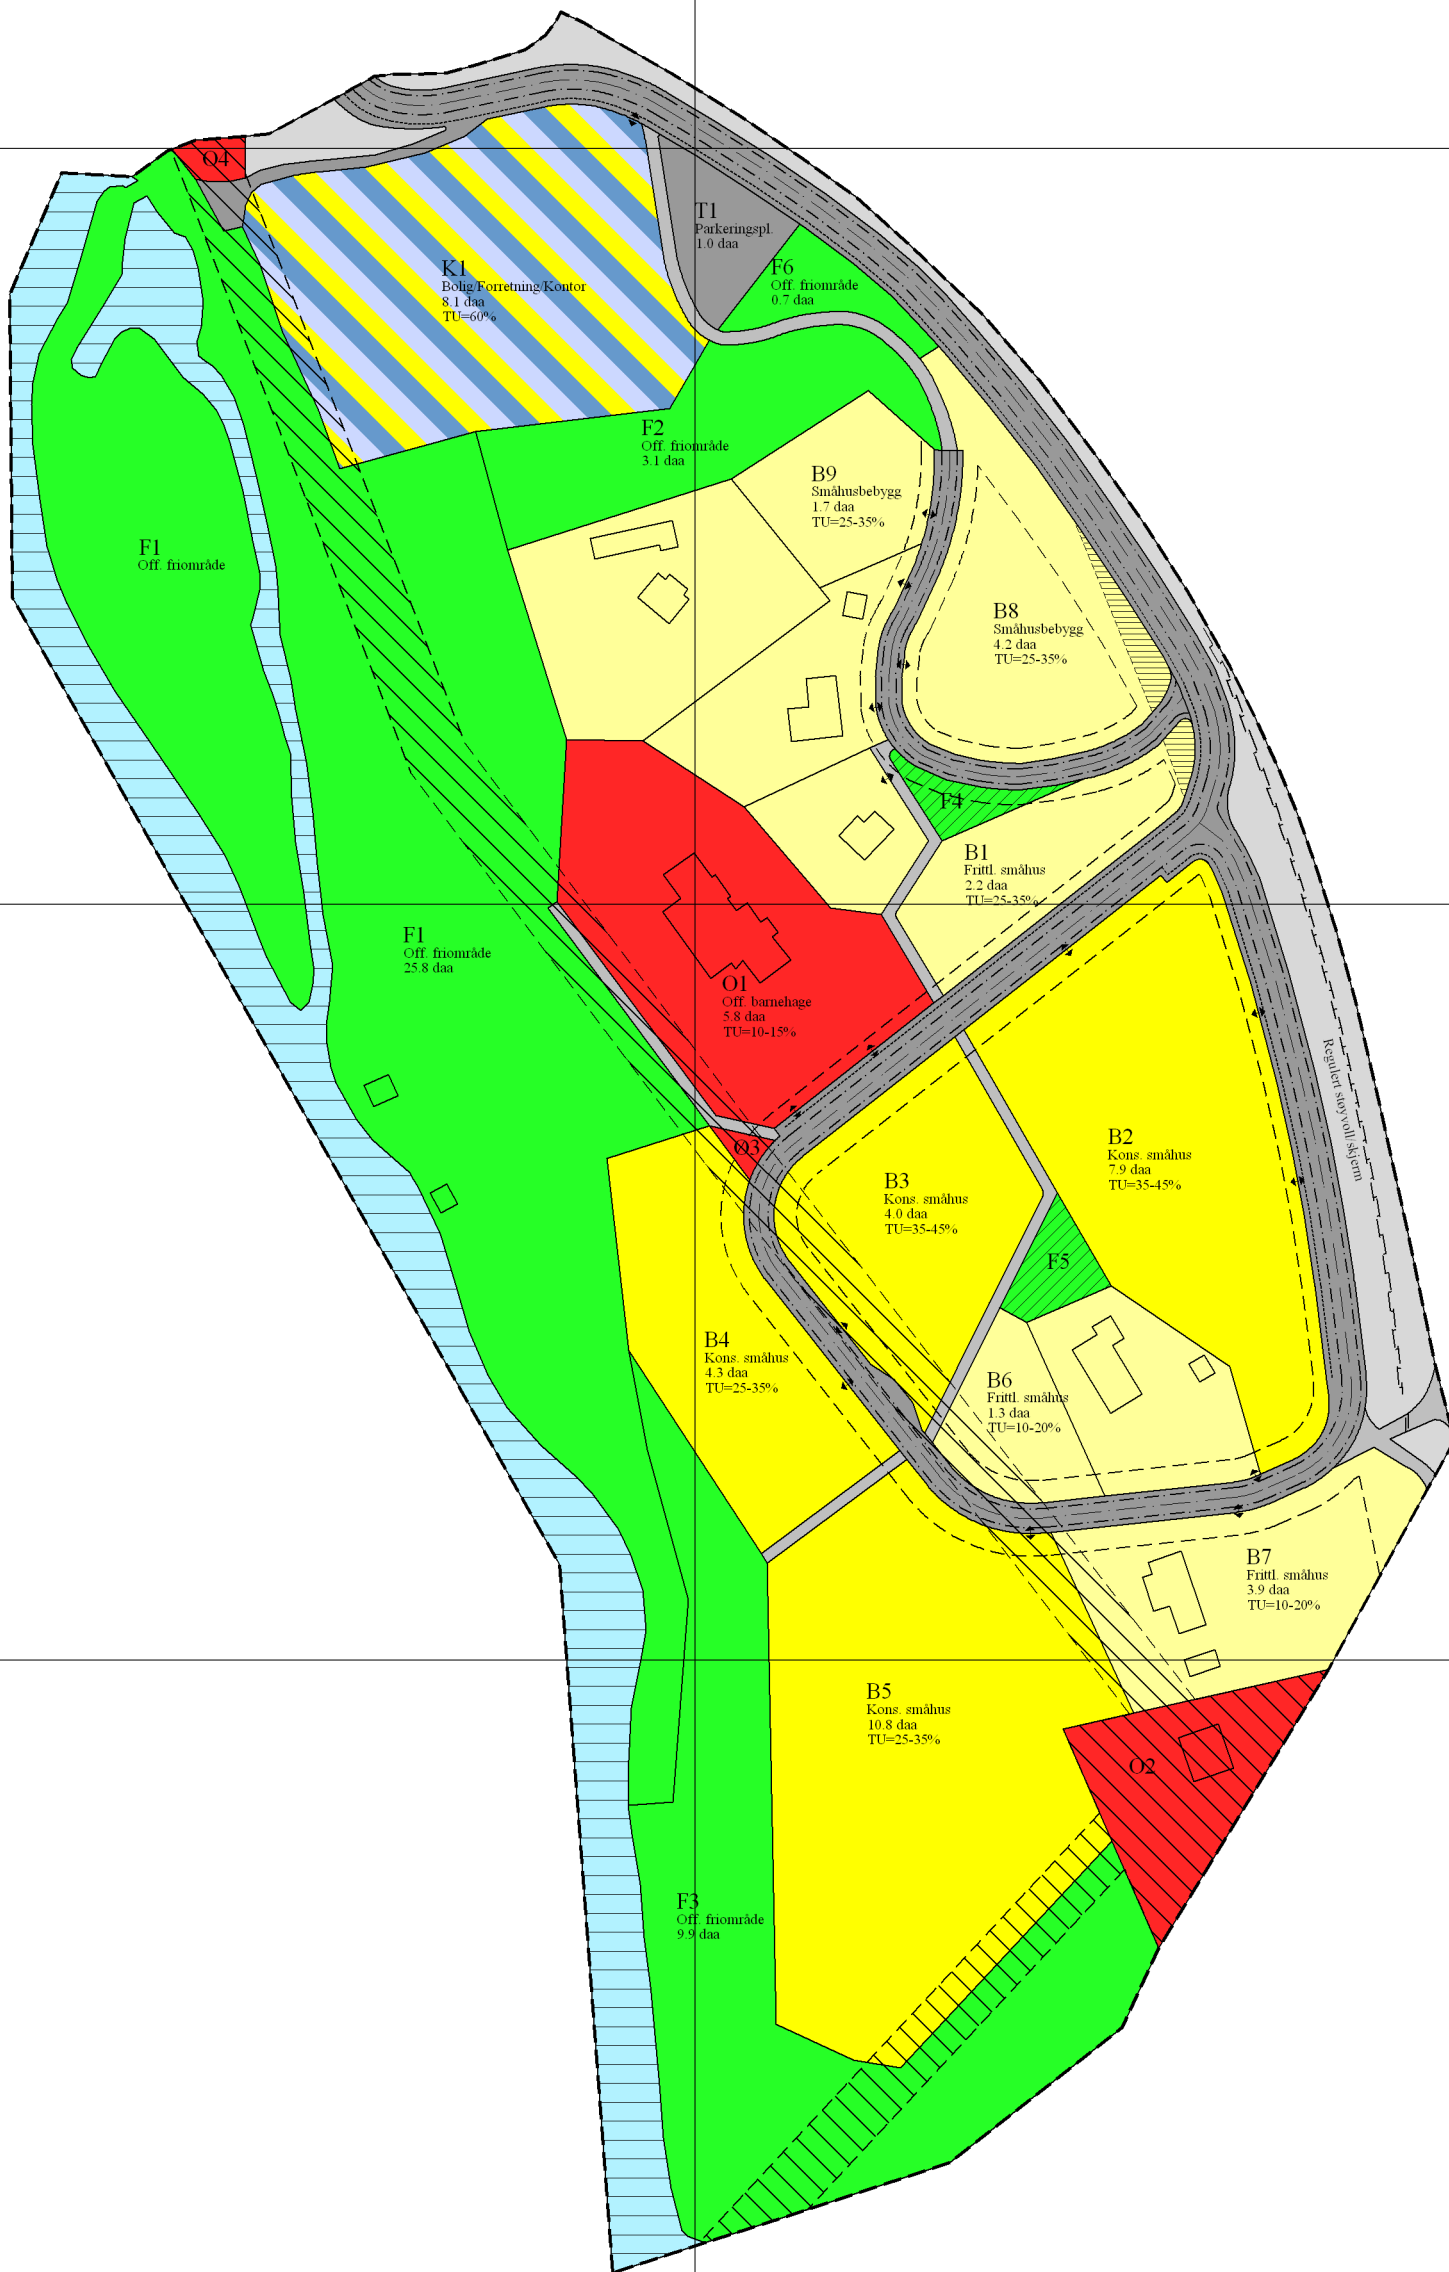 O4
T1
Parkeringspl.
1.0 daa
K1
Bolig/Forretning/Kontor
8.1 daa
TU=60%
F6
Off. friområde
0.7 daa
F2
Off. friområde
3.1 daa
B9
Småhusbebygg
1.7 daa
TU=25-35%
F1
Off. friområde
B8
Småhusbebygg
4.2 daa
TU=25-35%
F4
B1
Frittl. småhus
2.2 daa
TU=25-35%
F1
Off. friområde
25.8 daa
O1
Off. barnehage
5.8 daa
TU=10-15%
Regulert støyvoll/skjerm
O3
B2
Kons. småhus
7.9 daa
TU=35-45%
B3
Kons. småhus
4.0 daa
TU=35-45%
F5
B4
Kons. småhus
4.3 daa
TU=25-35%
B6
Frittl. småhus
1.3 daa
TU=10-20%
B7
Frittl. småhus
3.9 daa
TU=10-20%
B5
Kons. småhus
10.8 daa
TU=25-35%
O2
F3
Off. friområde
9.9 daa